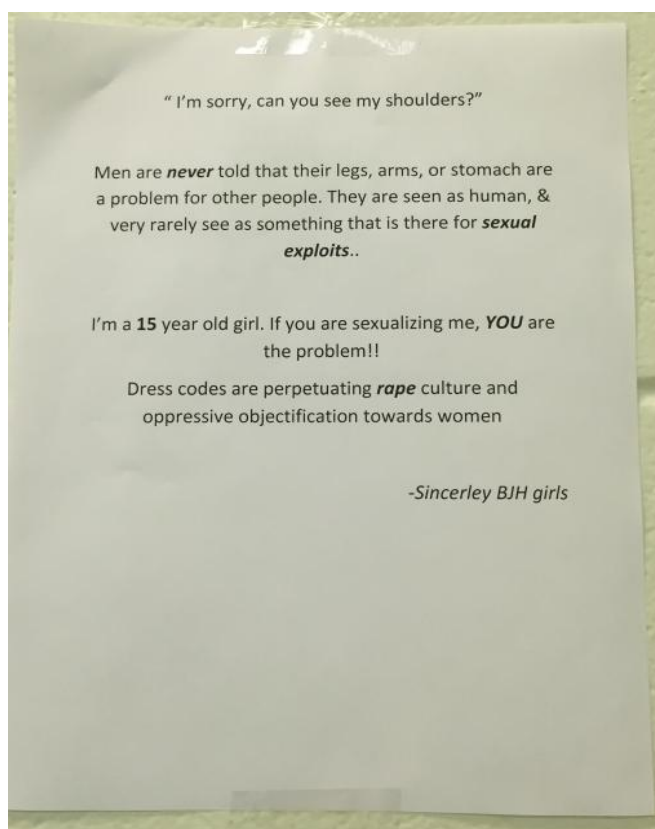 “ I’m sorry, can you see my shoulders?”
Men are never told that their legs, arms, or stomach are
a problem for other people. They are seen as human, &
very rarely see as something that is there for sexual
exploits..
I’m a 15 year old girl. If you are sexualizing me, YOU are
the problem!!
Dress codes are perpetuating rape culture and
oppressive objectification towards women
-Sincerley BJH girls